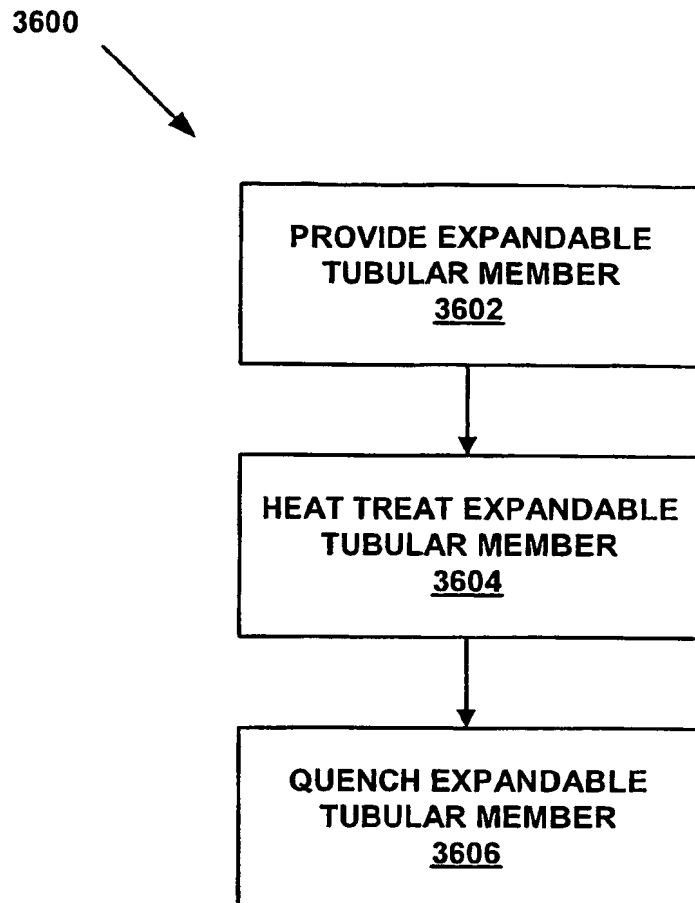 3600
PROVIDE EXPANDABLE
TUBULAR MEMBER
3602
HEAT TREAT EXPANDABLE
TUBULAR MEMBER
3604
QUENCH EXPANDABLE
TUBULAR MEMBER
3606